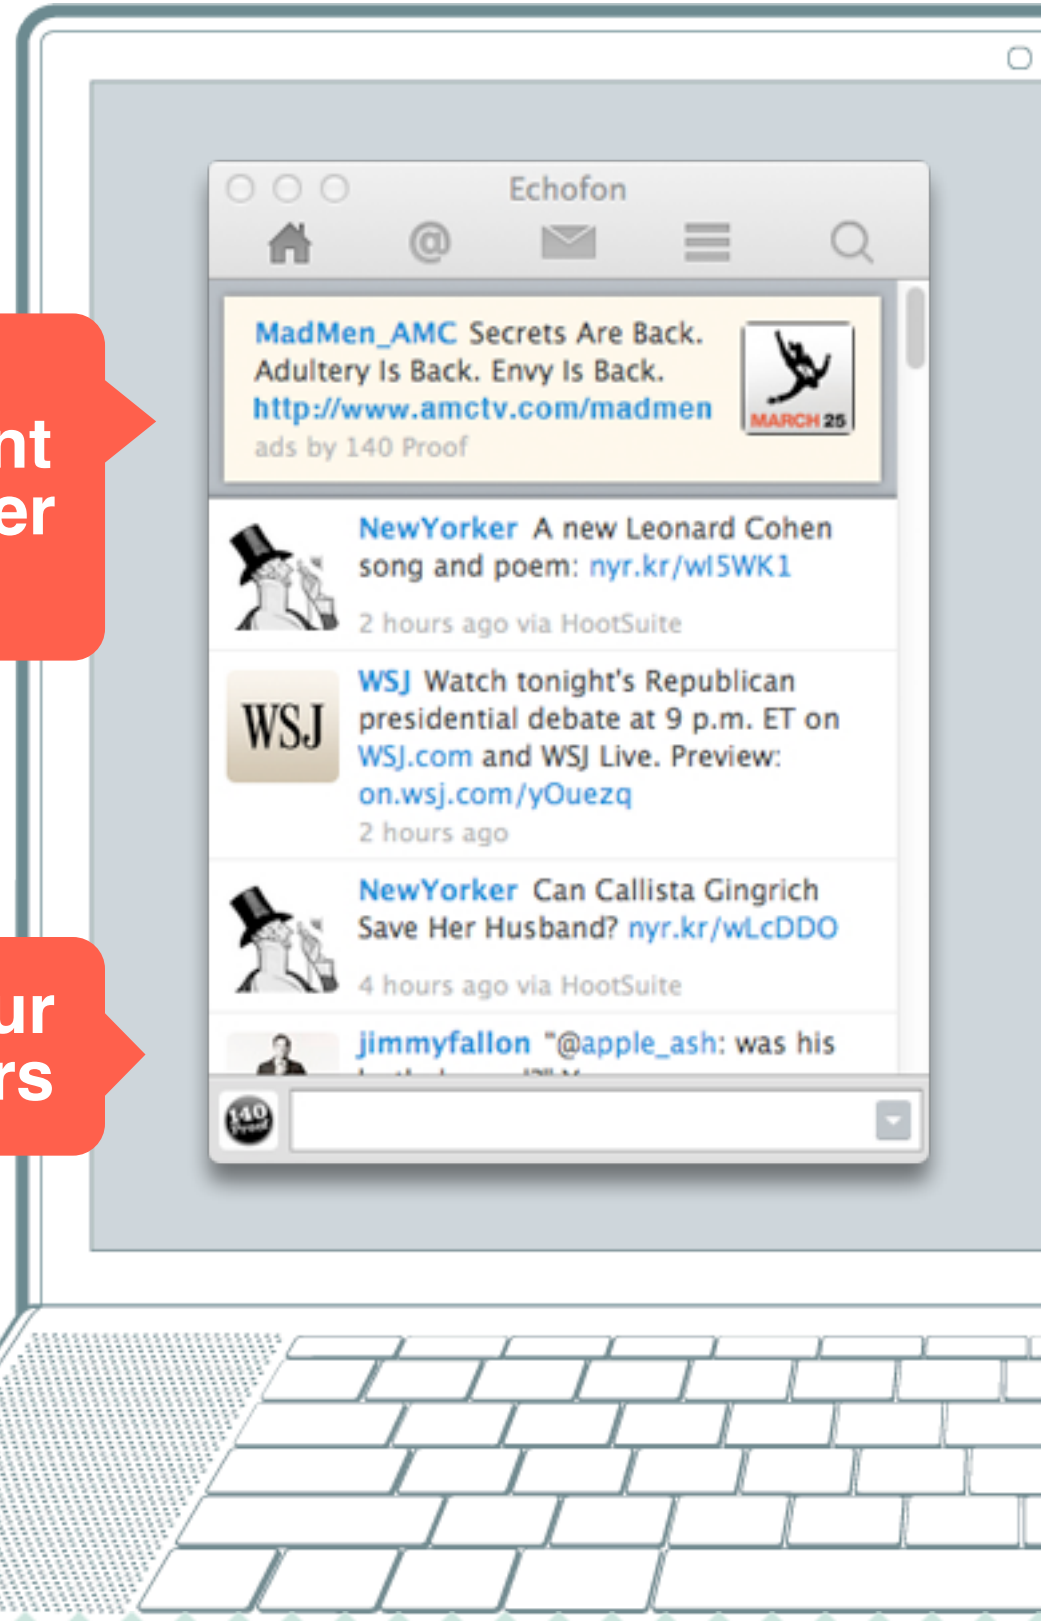 Echofon
MadMen_AMC Secrets Are Back.
Adultery Is Back. Envy Is Back.
http://www.amctv.com/madmen
ads by 140 Proof
MARCH 25
nt
er
NewYorker A new Leonard Cohen
song and poem: nyr.kr/wI5WK1
2 hours ago via HootSuite
WSJ
WSJ Watch tonight's Republican
presidential debate at 9 p.m. ET on
WSJ.com and WSJ Live. Preview:
on.wsj.com/yOuezq
2 hours ago
NewYorker Can Callista Gingrich
Save Her Husband? nyr.kr/wLcDDO
4 hours ago via HootSuite
ur
rs
jimmyfallon "@apple_ash: was his
140
Proof